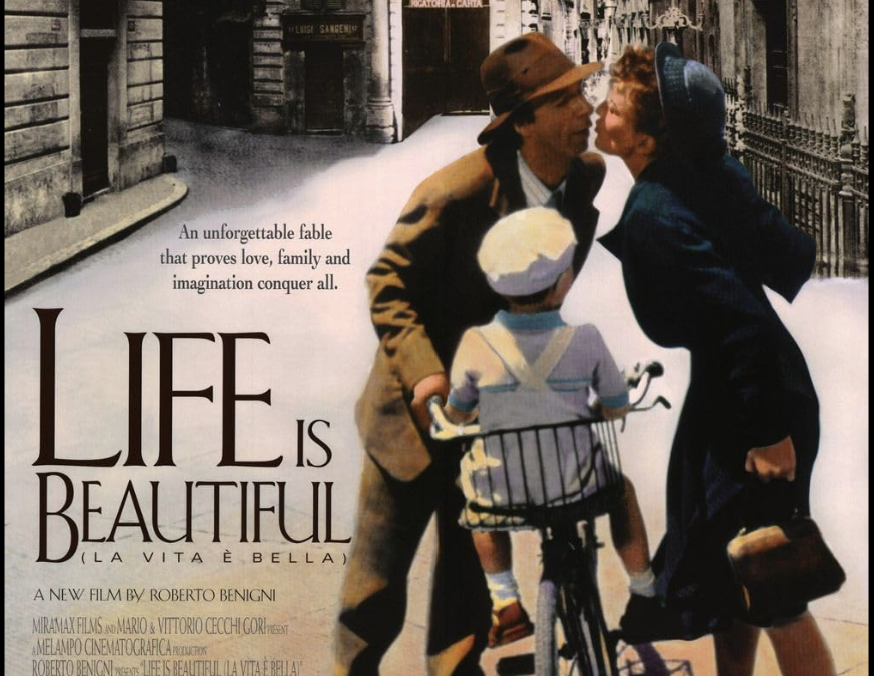 LUIGI SANGENI
An unforgettable fable
that proves love, family and
imagination conquer all.
LIFE IS
BEAUTIFUL
(LA VITA È BELLA)
A NEW FILM BY ROBERTO BENIGNI
MIRAMAX FILMS AND MARIO & VITTORIO CECCHI GORI PRESENT
A MELAMPO CINEMATOGRAFICA PRODUCTION
ROBERTO BENIGNI PRESENTS "LIFE IS BEAUTIFUL (LA VITA È BELLA)"